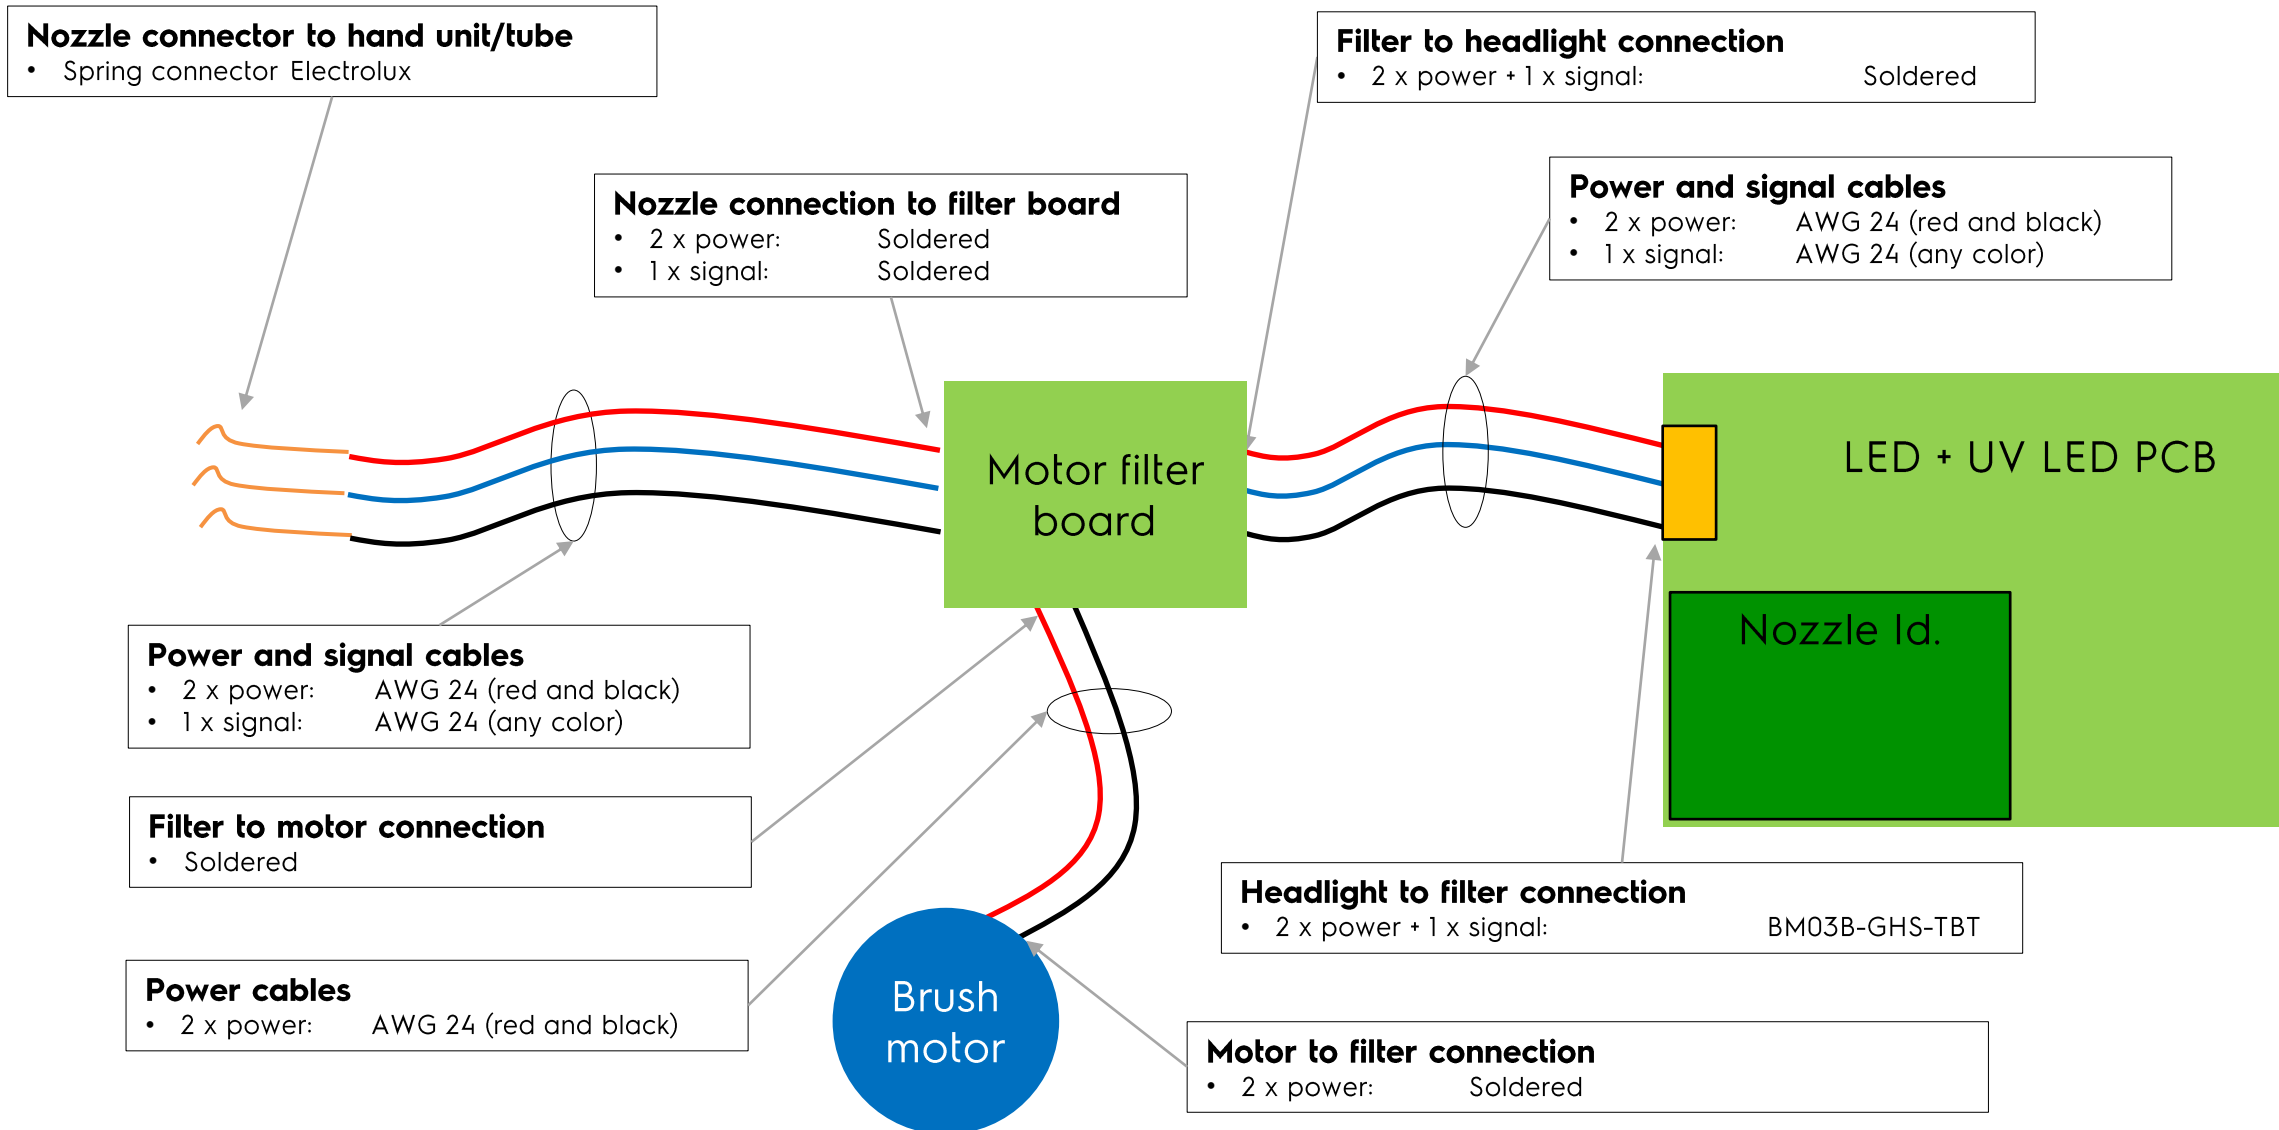 Nozzle connector to hand unit/tube
• Spring connector Electrolux
Filter to headlight connection
• 2 x power + 1 x signal: Soldered
Nozzle connection to filter board
• 2 x power: Soldered
• 1 x signal: Soldered
Power and signal cables
• 2 x power: AWG 24 (red and black)
• 1 x signal: AWG 24 (any color)
Motor filter
board
LED + UV LED PCB
Nozzle Id.
Power and signal cables
• 2 x power: AWG 24 (red and black)
• 1 x signal: AWG 24 (any color)
Filter to motor connection
• Soldered
Headlight to filter connection
• 2 x power + 1 x signal: BM03B-GHS-TBT
Power cables
• 2 x power: AWG 24 (red and black)
Brush
motor
Motor to filter connection
• 2 x power: Soldered